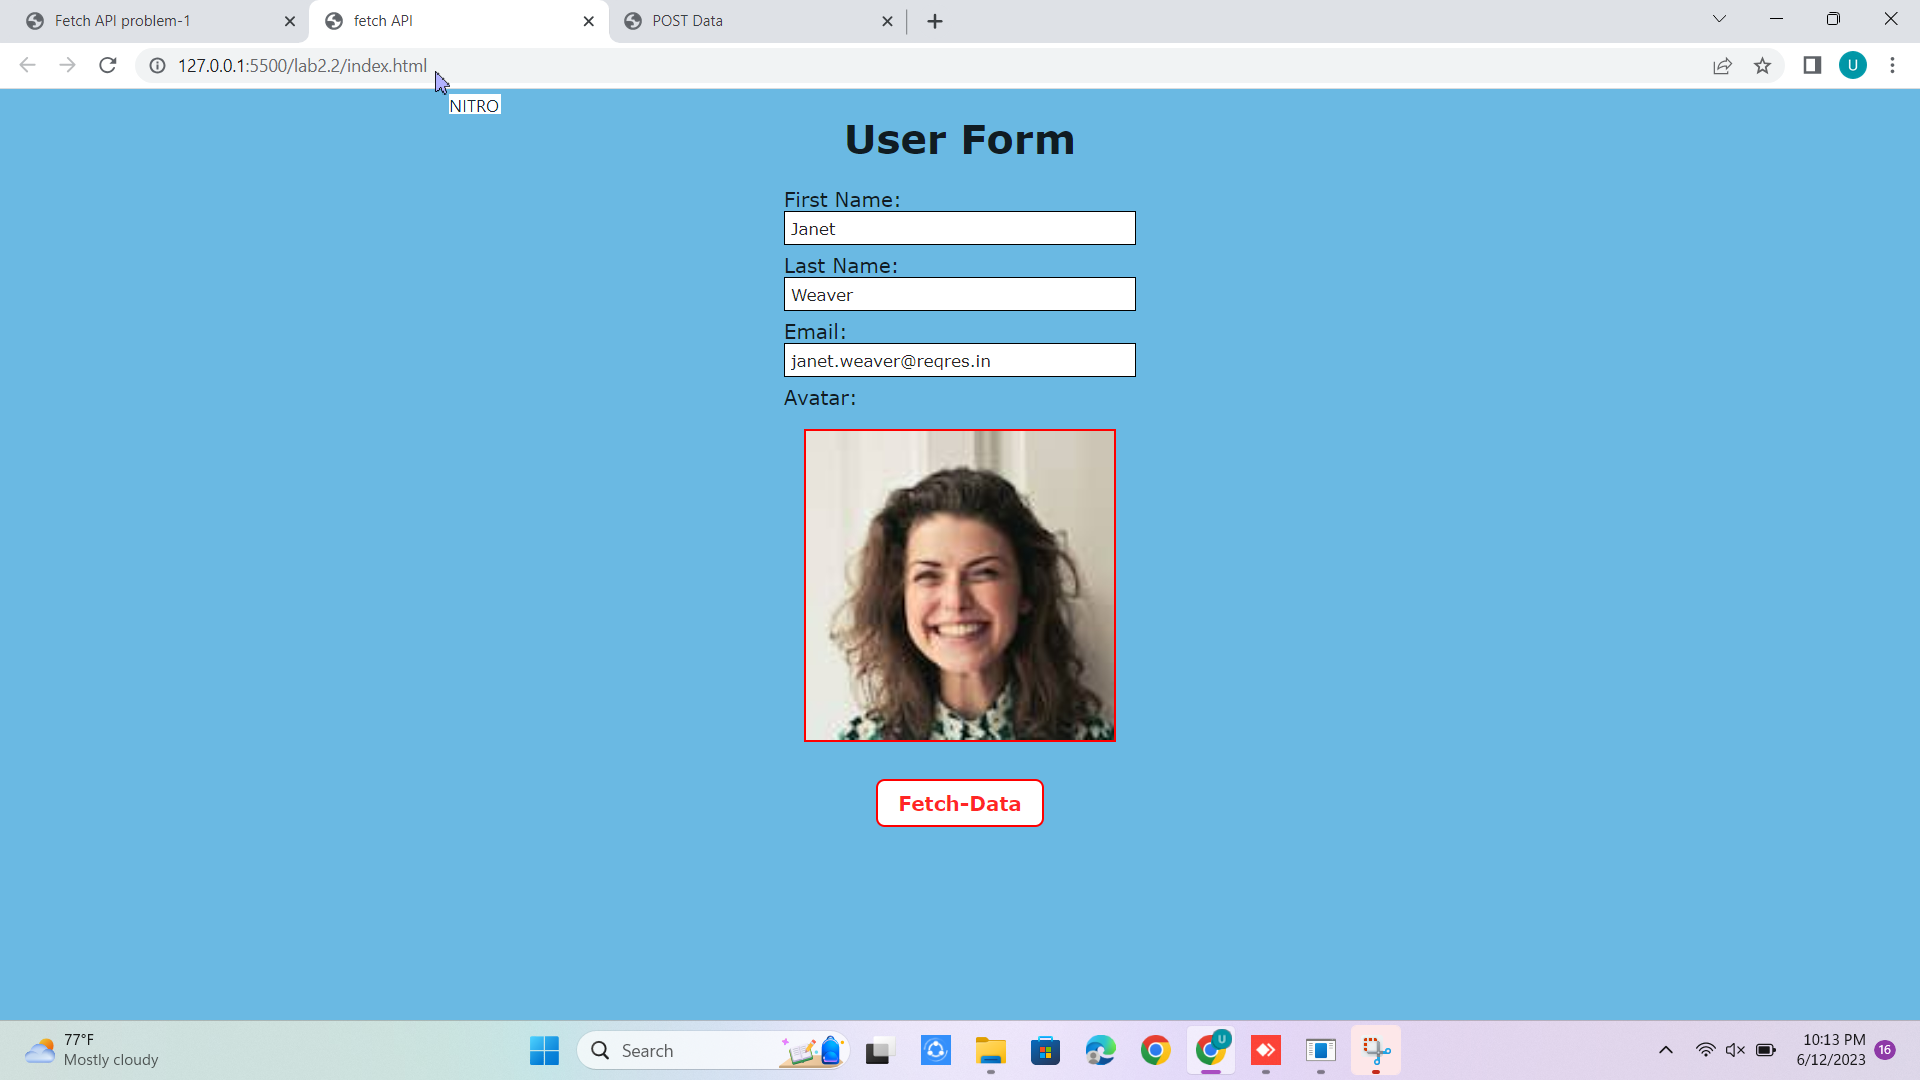 Fetch API problem-1
fetch API
POST Data
127.0.0.1:5500/lab2.2/index.html
U
NITRO
User Form
First Name:
Janet
Last Name:
Weaver
Email:
janet.weaver@reqres.in
Avatar:
Fetch-Data
77°F
Mostly cloudy
Search
U
10:13 PM
6/12/2023
16